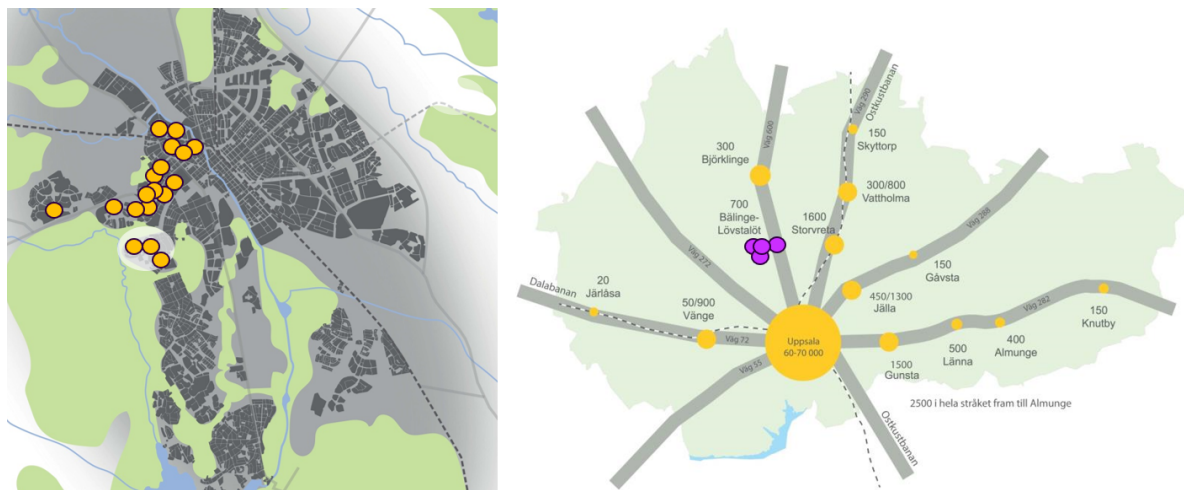 Väg 290
Ostkustbanan
150
Skyttorp
300
Björklinge
Väg 600
300/800
Vattholma
700
Bälinge-
Lövstalöt
1600
Storvreta
Väg 288
Väg 272
150
Gåvsta
Dalabanan
20
Järlåsa
50/900
Vänge
450/1300
Jälla
Väg 282
150
Knutby
Väg 72
Uppsala
60-70 000
1500
Gunsta
500
Länna
400
Almunge
Väg 55
2500 i hela stråket fram till Almunge
Ostkustbanan